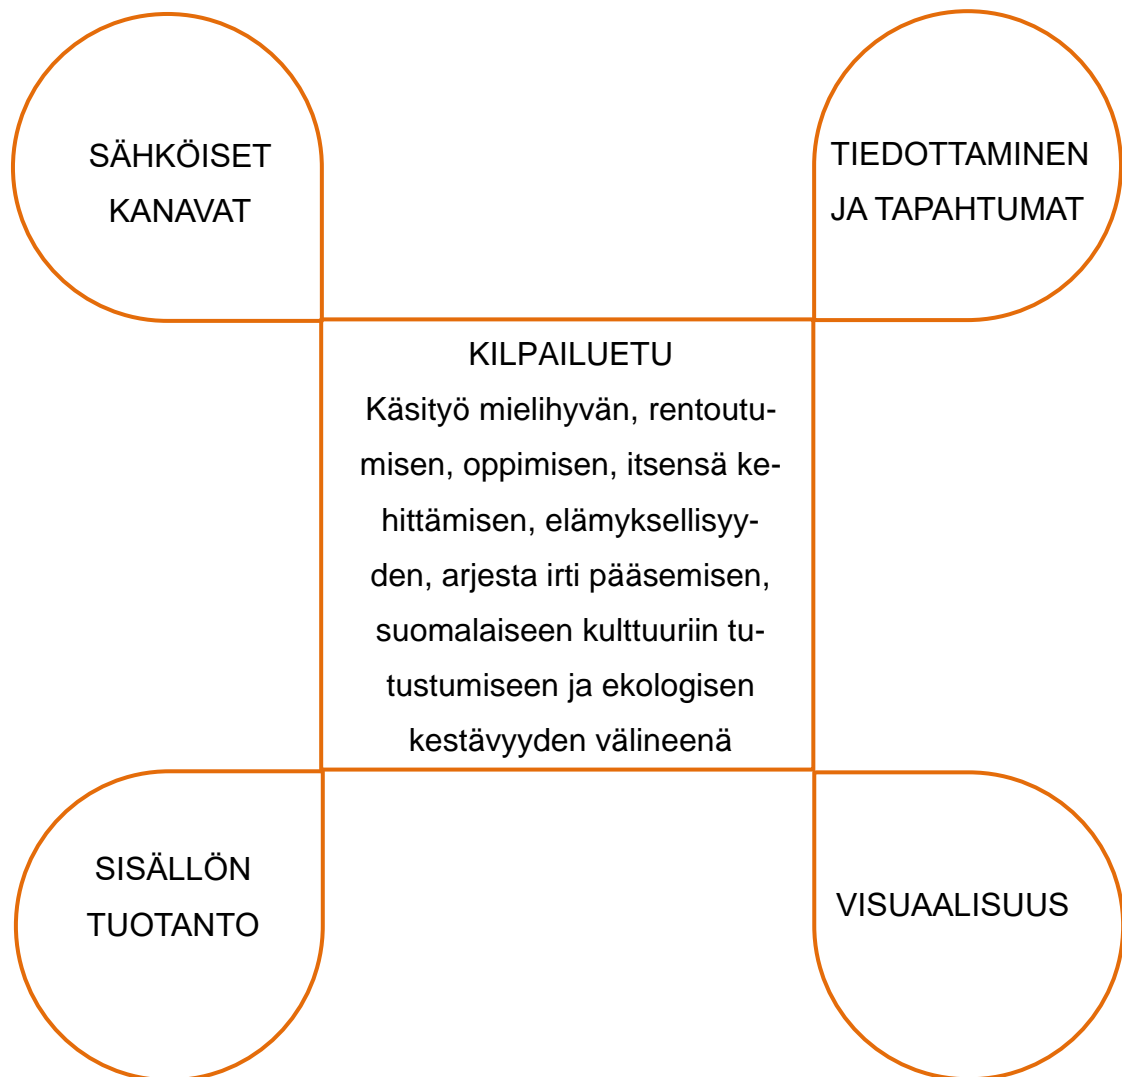 SÄHKÖISET
KANAVAT
TIEDOTTAMINEN
JA TAPAHTUMAT
KILPAILUETU
Käsityö mielihyvän, rentoutu-
misen, oppimisen, itsensä ke-
hittämisen, elämyksellisyy-
den, arjesta irti pääsemisen,
suomalaiseen kulttuuriin tu-
tustumiseen ja ekologisen
kestävyyden välineenä
SISÄLLÖN
TUOTANTO
VISUAALISUUS